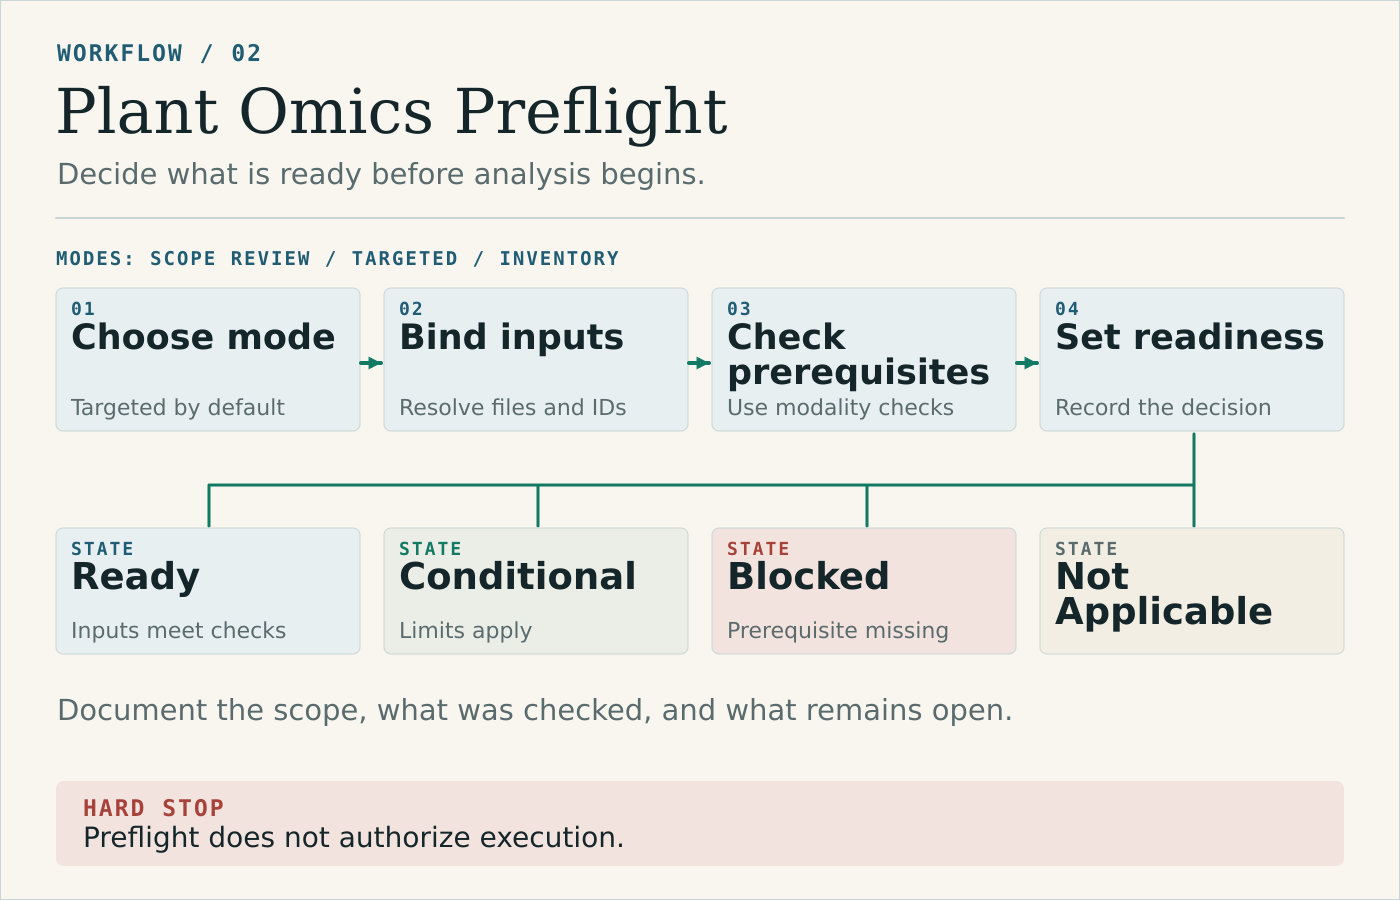 WORKFLOW / 02
Plant Omics Preflight
Decide what is ready before analysis begins.
MODES: SCOPE REVIEW / TARGETED / INVENTORY
01
Choose mode
Targeted by default
02
Bind inputs
Resolve files and IDs
03
Check
prerequisites
Use modality checks
04
Set readiness
Record the decision
STATE
Ready
Inputs meet checks
STATE
Conditional
Limits apply
STATE
Blocked
Prerequisite missing
STATE
Not
Applicable
Document the scope, what was checked, and what remains open.
HARD STOP
Preflight does not authorize execution.